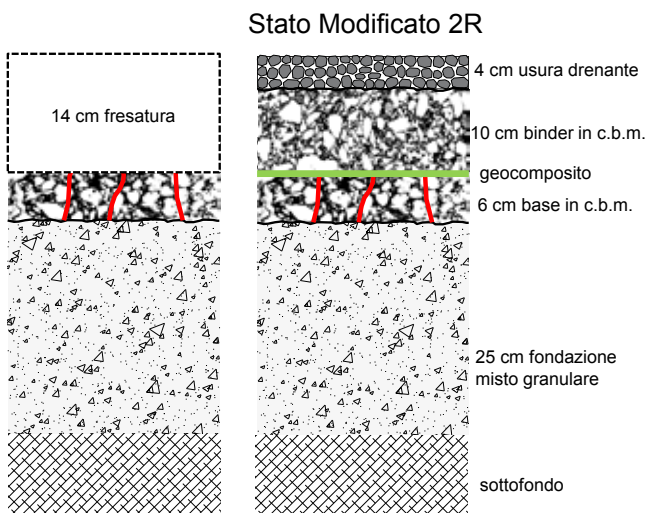 Stato Modificato 2R
14 cm fresatura
4 cm usura drenante
10 cm binder in c.b.m.
geocomposito
6 cm base in c.b.m.
25 cm fondazione
misto granulare
sottofondo